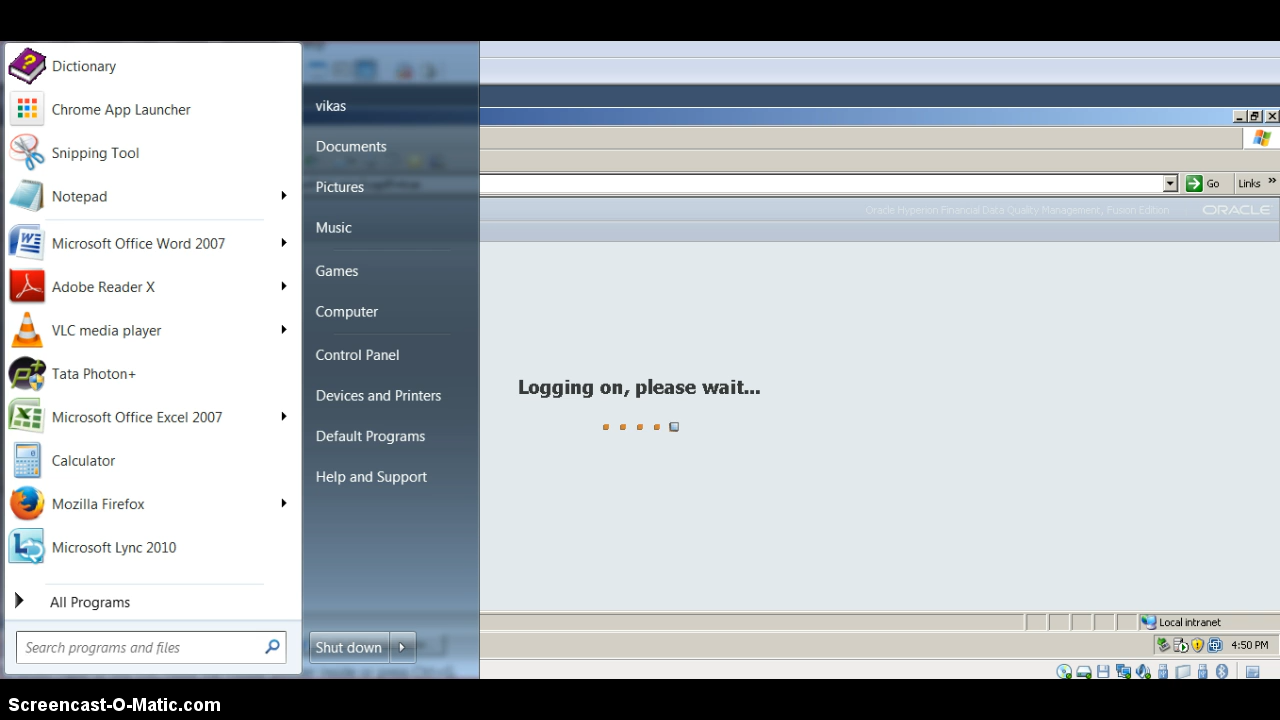 Dictionary
Chrome App Launcher
Snipping Tool
Notepad
Microsoft Office Word 2007
Adobe Reader X
VLC media player
Tata Photon+
Microsoft Office Excel 2007
Calculator
Mozilla Firefox
Microsoft Lync 2010
All Programs
Search programs and files
vikas
Documents
Pictures
Music
Games
Computer
Control Panel
Devices and Printers
Default Programs
Help and Support
Shut down
Go
Links
Oracle Hyperion Financial Data Quality Management, Fusion Edition
ORACLE
Logging on, please wait...
Local intranet
4:50 PM
Screencast-O-Matic.com